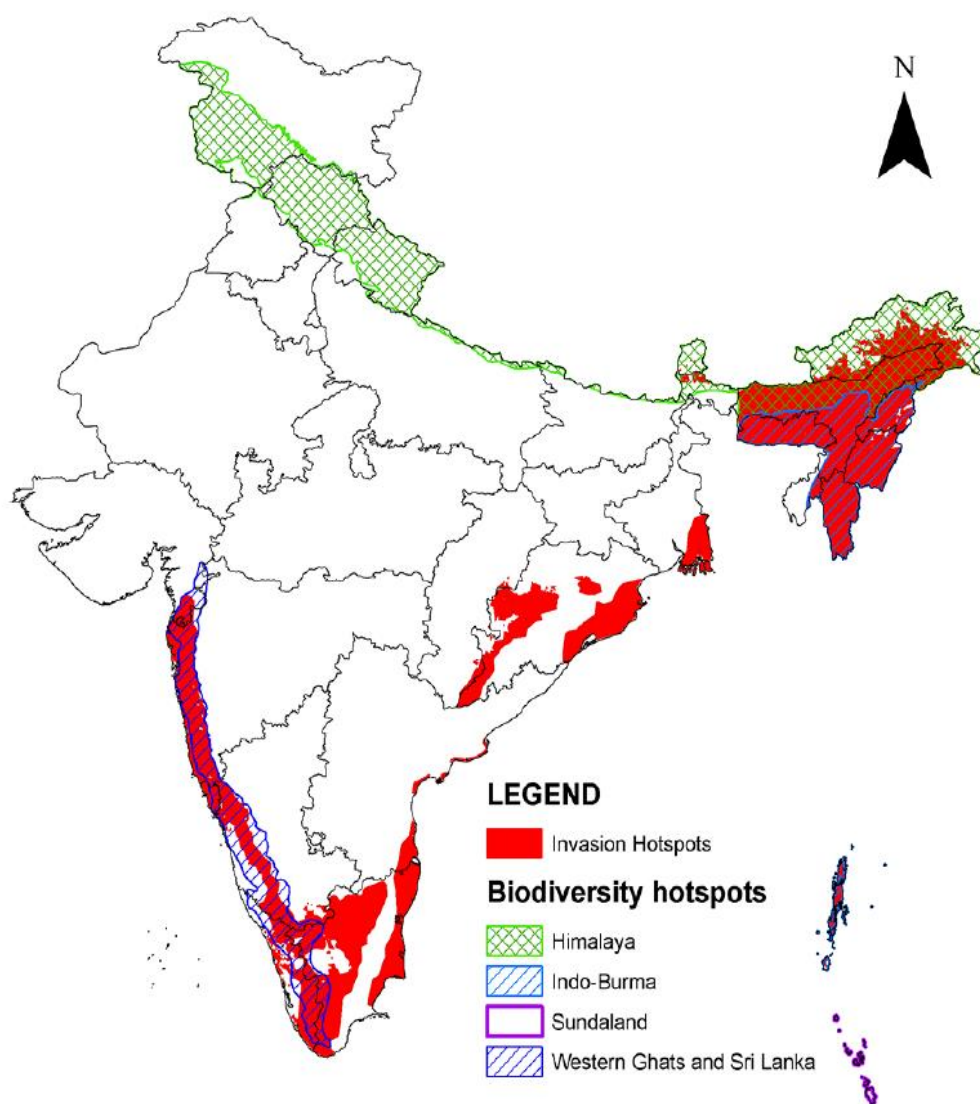 N
LEGEND
Invasion Hotspots
Biodiversity hotspots
Himalaya
Indo-Burma
Sundaland
Western Ghats and Sri Lanka